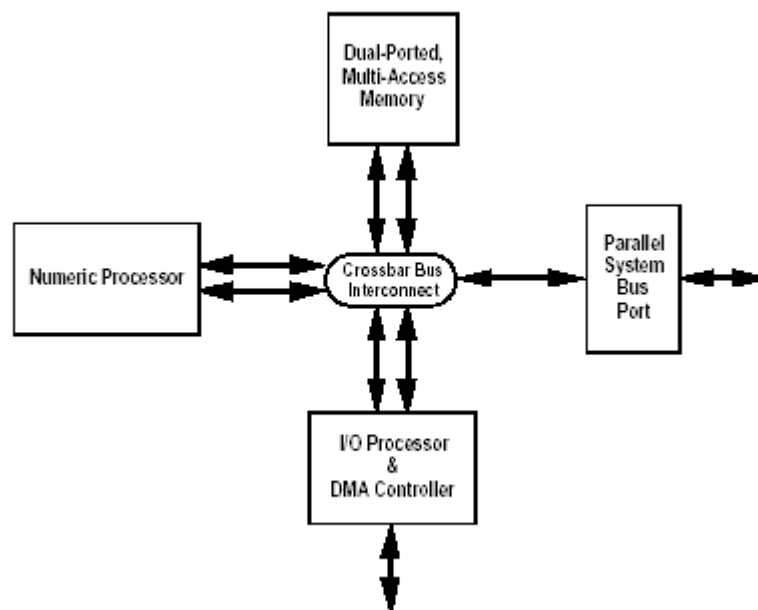 Dual-Ported,
Multi-Access
Memory
Numeric Processor
Crossbar Bus
Interconnect
Parallel
System
Bus
Port
I/O Processor
&
DMA Controller